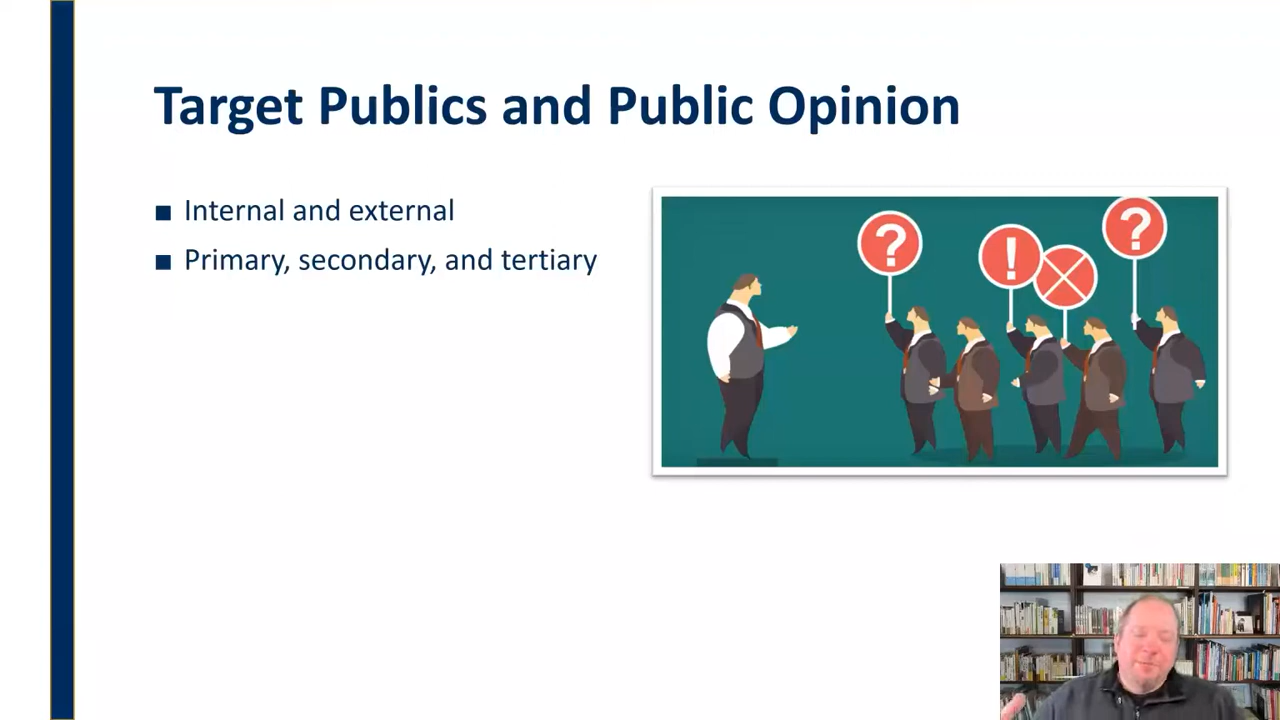 Target Publics and Public Opinion
■ Internal and external
■ Primary, secondary, and tertiary
? ! ?